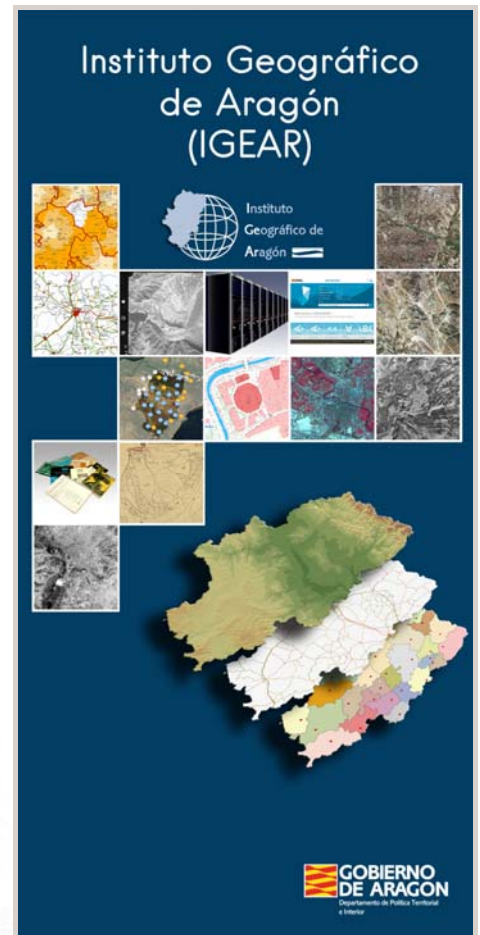 Instituto Geográfico
de Aragón
(IGEAR)
Instituto
Geográfico de
Aragón
GOBIERNO
DE ARAGON
Departamento de Política Territorial
e Interior